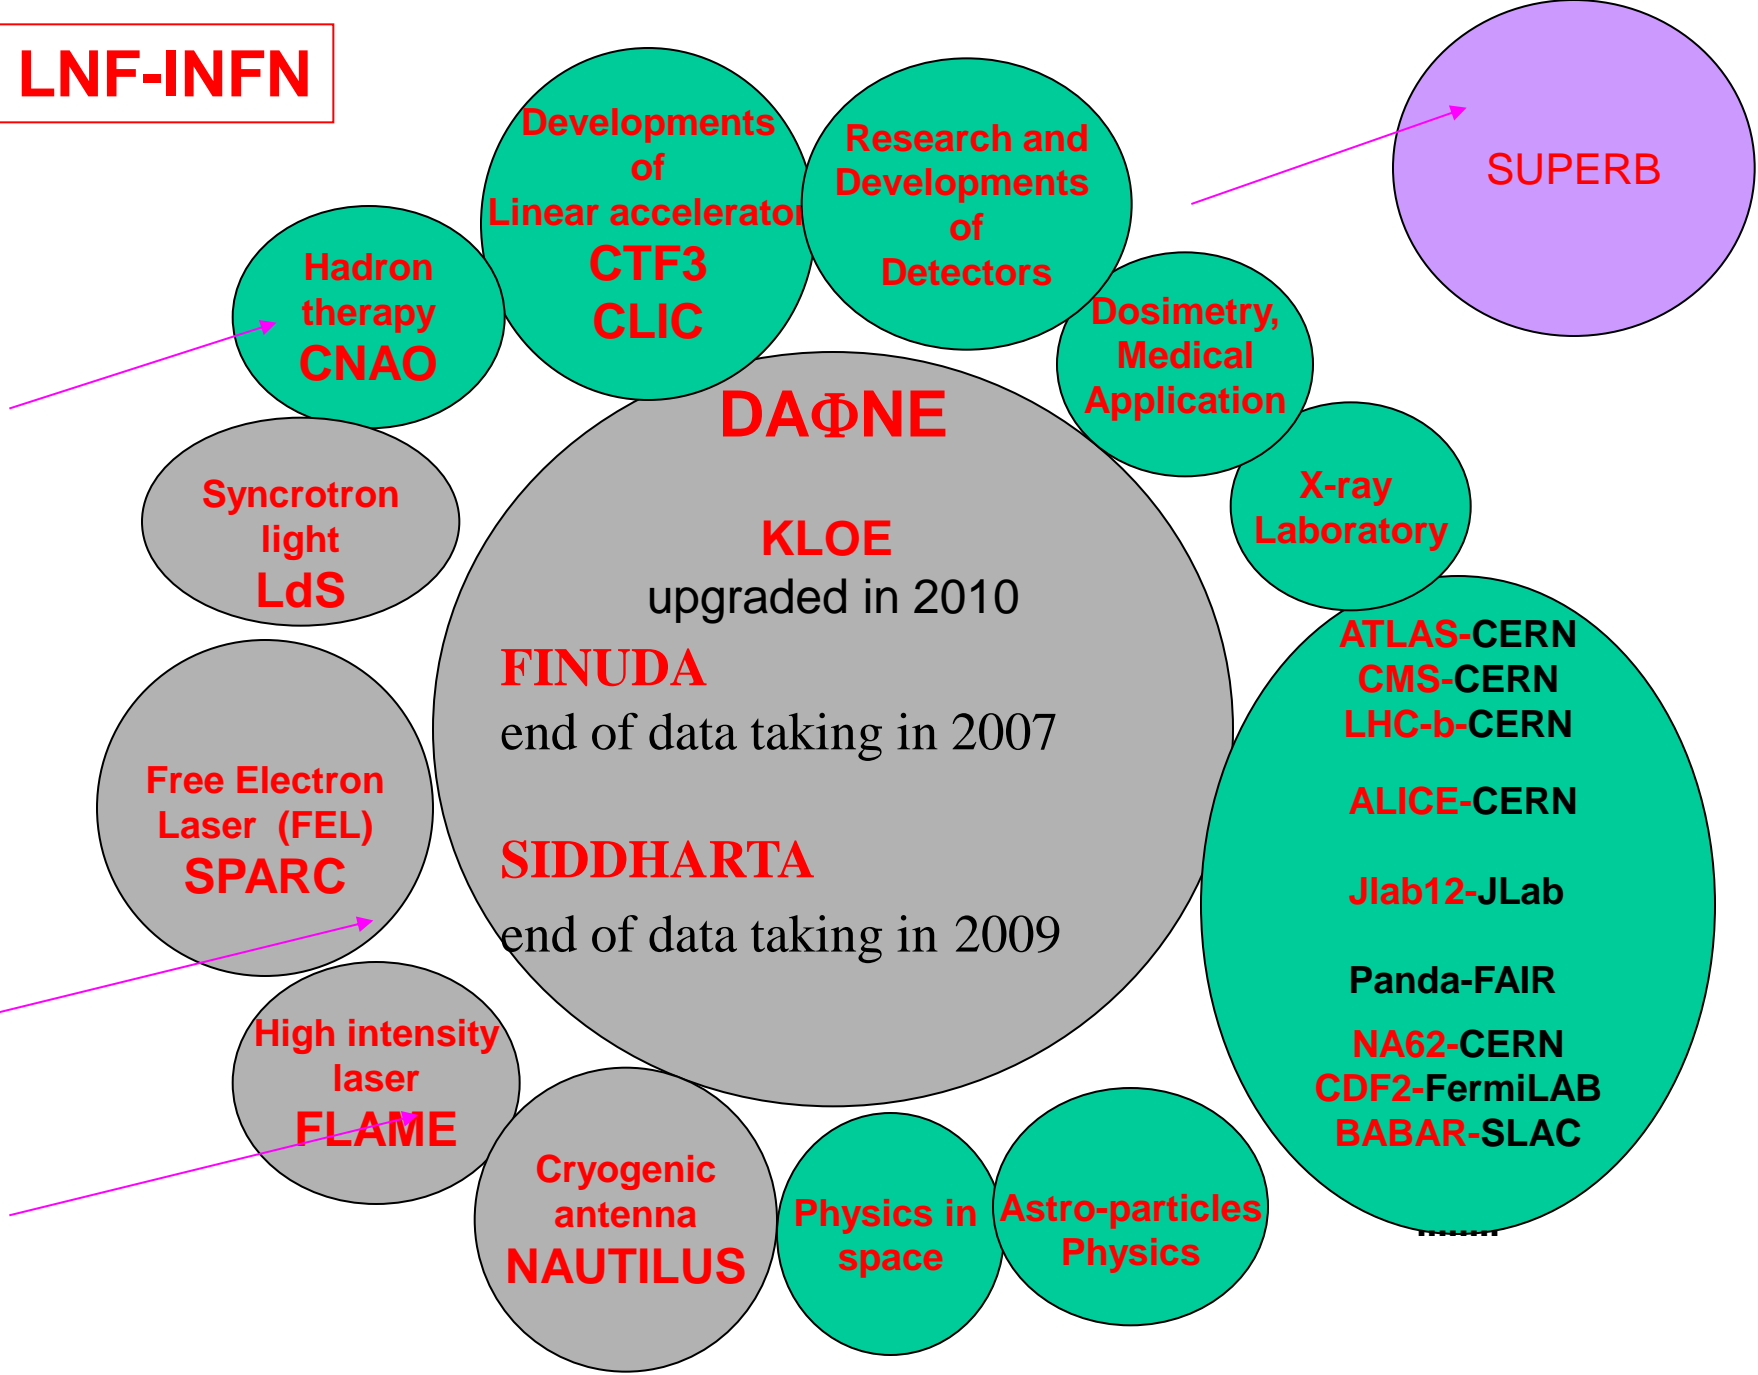 LNF-INFN
Developments
of
Linear accelerator
CTF3
CLIC
Research and
Developments
of
Detectors
SUPERB
Hadron
therapy
CNAO
Dosimetry,
Medical
Application
DAΦNE
KLOE
upgraded in 2010
FINUDA
end of data taking in 2007
SIDDHARTA
end of data taking in 2009
Syncrotron
light
LdS
X-ray
Laboratory
ATLAS-CERN
CMS-CERN
LHC-b-CERN
ALICE-CERN
Jlab12-JLab
Panda-FAIR
NA62-CERN
CDF2-FermiLAB
BABAR-SLAC
........
Free Electron
Laser (FEL)
SPARC
High intensity
laser
FLAME
Cryogenic
antenna
NAUTILUS
Physics in
space
Astro-particles
Physics